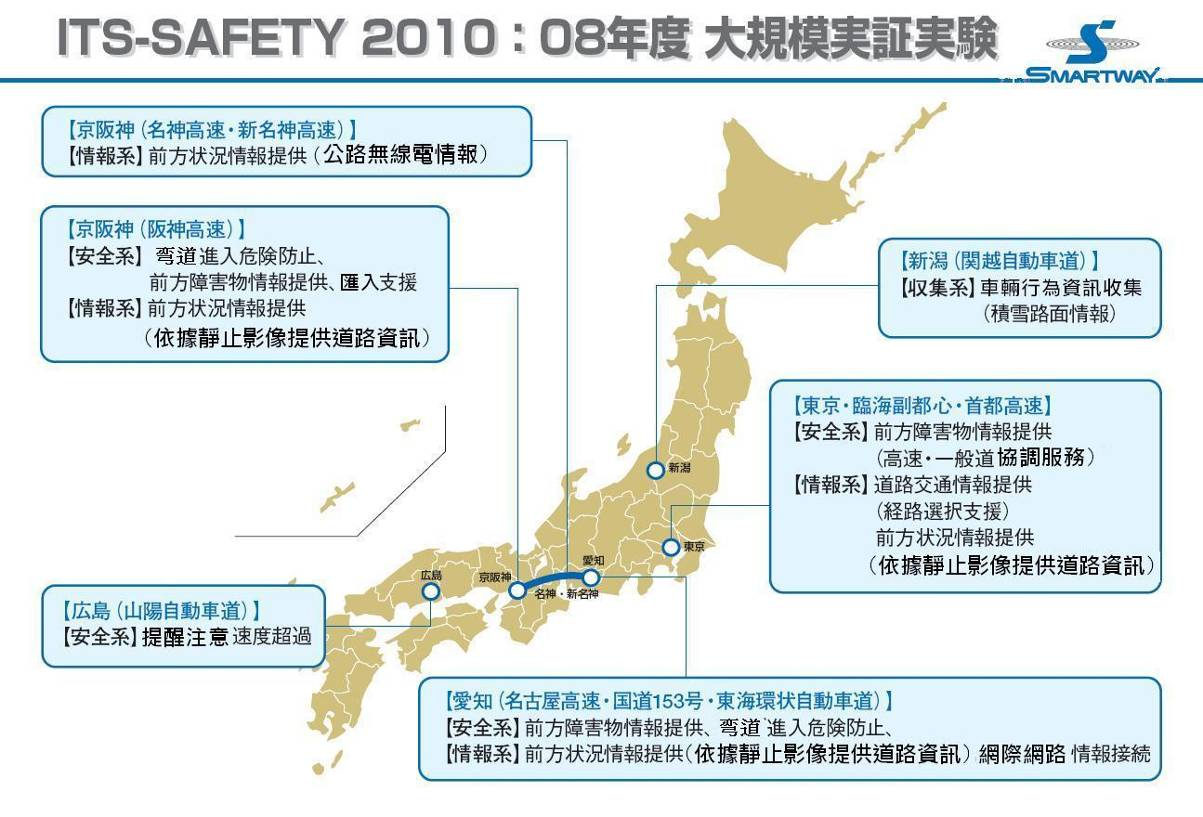 ITS-SAFETY 2010：08年度 大規模実証実験
SMARTWAY
【京阪神（名神高速・新名神高速）】
【情報系】前方状況情報提供（公路無線電情報）
【京阪神（阪神高速）】
【安全系】弯道進入危険防止、
前方障害物情報提供、匯入支援
【情報系】前方状況情報提供
（依據靜止影像提供道路資訊）
【新潟（関越自動車道）】
【収集系】車輛行為資訊收集
（積雪路面情報）
【東京・臨海副都心・首都高速】
【安全系】前方障害物情報提供
（高速・一般道協調服務）
【情報系】道路交通情報提供
（経路選択支援）
前方状況情報提供
（依據靜止影像提供道路資訊）
新潟
東京
愛知
広島
京阪神
名神・新名神
【広島（山陽自動車道）】
【安全系】提醒注意 速度超過
【愛知（名古屋高速・国道153号・東海環状自動車道）】
【安全系】前方障害物情報提供、弯道 進入危険防止、
【情報系】前方状況情報提供（依據靜止影像提供道路資訊）網際網路 情報接続